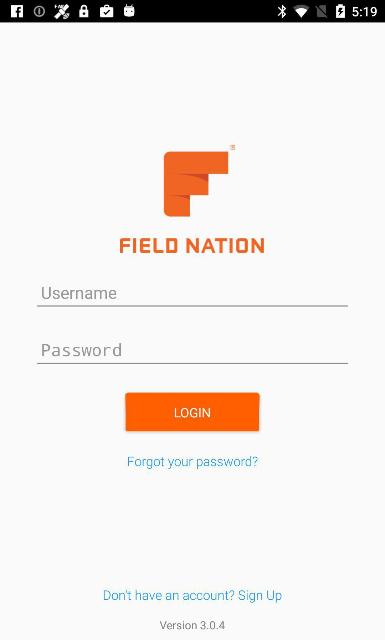 5:19
FIELD NATION
Username
Password
LOGIN
Forgot your password?
Don't have an account? Sign Up
Version 3.0.4